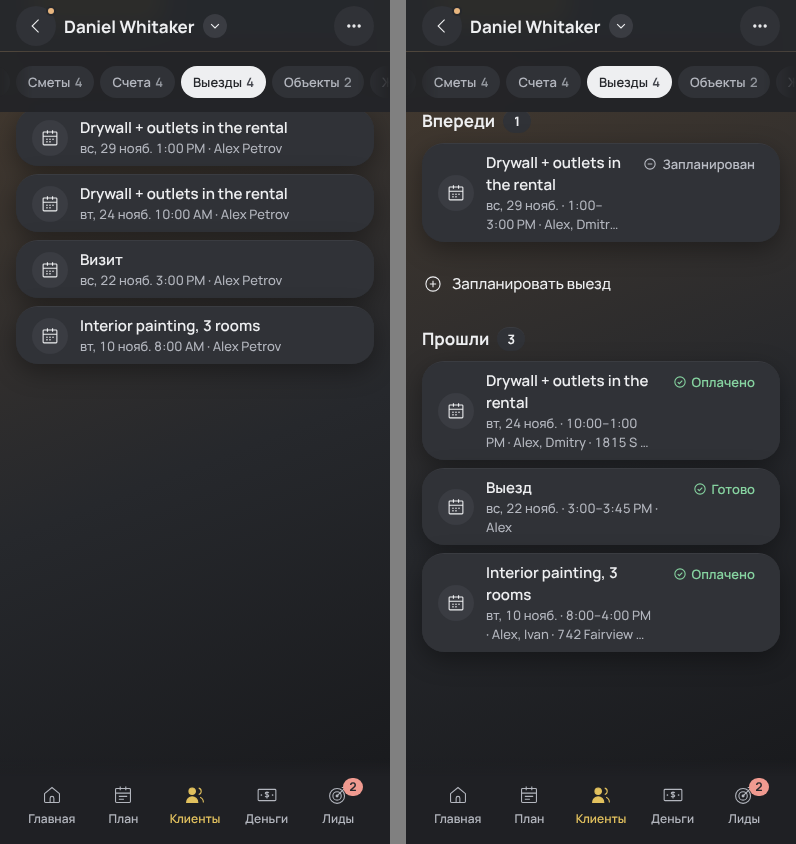 Daniel Whitaker
Сметы 4
Счета 4
Выезды 4
Объекты 2
Drywall + outlets in the rental
вс, 29 нояб. 1:00 PM · Alex Petrov
Drywall + outlets in the rental
вт, 24 нояб. 10:00 AM · Alex Petrov
Визит
вс, 22 нояб. 3:00 PM · Alex Petrov
Interior painting, 3 rooms
вт, 10 нояб. 8:00 AM · Alex Petrov
Главная
План
Клиенты
Деньги
2
Лиды
Daniel Whitaker
Сметы 4
Счета 4
Выезды 4
Объекты 2
Впереди 1
Drywall + outlets in
the rental
Запланирован
вс, 29 нояб. · 1:00–
3:00 PM · Alex, Dmitr...
Запланировать выезд
Прошли 3
Drywall + outlets in the
rental
Оплачено
вт, 24 нояб. · 10:00–1:00
PM · Alex, Dmitry · 1815 S ...
Выезд
Готово
вс, 22 нояб. · 3:00–3:45 PM ·
Alex
Interior painting, 3
rooms
Оплачено
вт, 10 нояб. · 8:00–4:00 PM
· Alex, Ivan · 742 Fairview ...
Главная
План
Клиенты
Деньги
2
Лиды